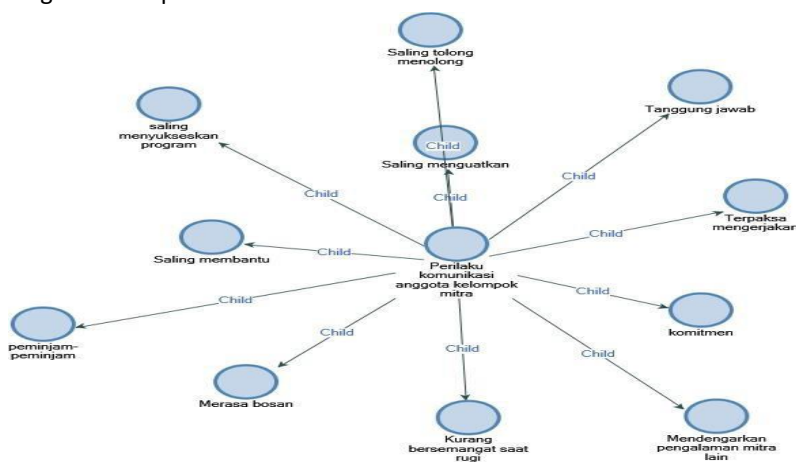 Saling tolong
menolong
saling
menyukseskan
program
Tanggung jawab
Child
Saling menguatkan
Child
Child
Child
Terpaksa
mengerjakan
Child
Saling membantu
Child
Perilaku
komunikasi
anggota kelompok
mitra
Child
Child
peminjam-
peminjam
komitmen
Child
Child
Child
Merasa bosan
Kurang
bersemangat saat
rugi
Mendengarkan
pengalaman mitra
lain